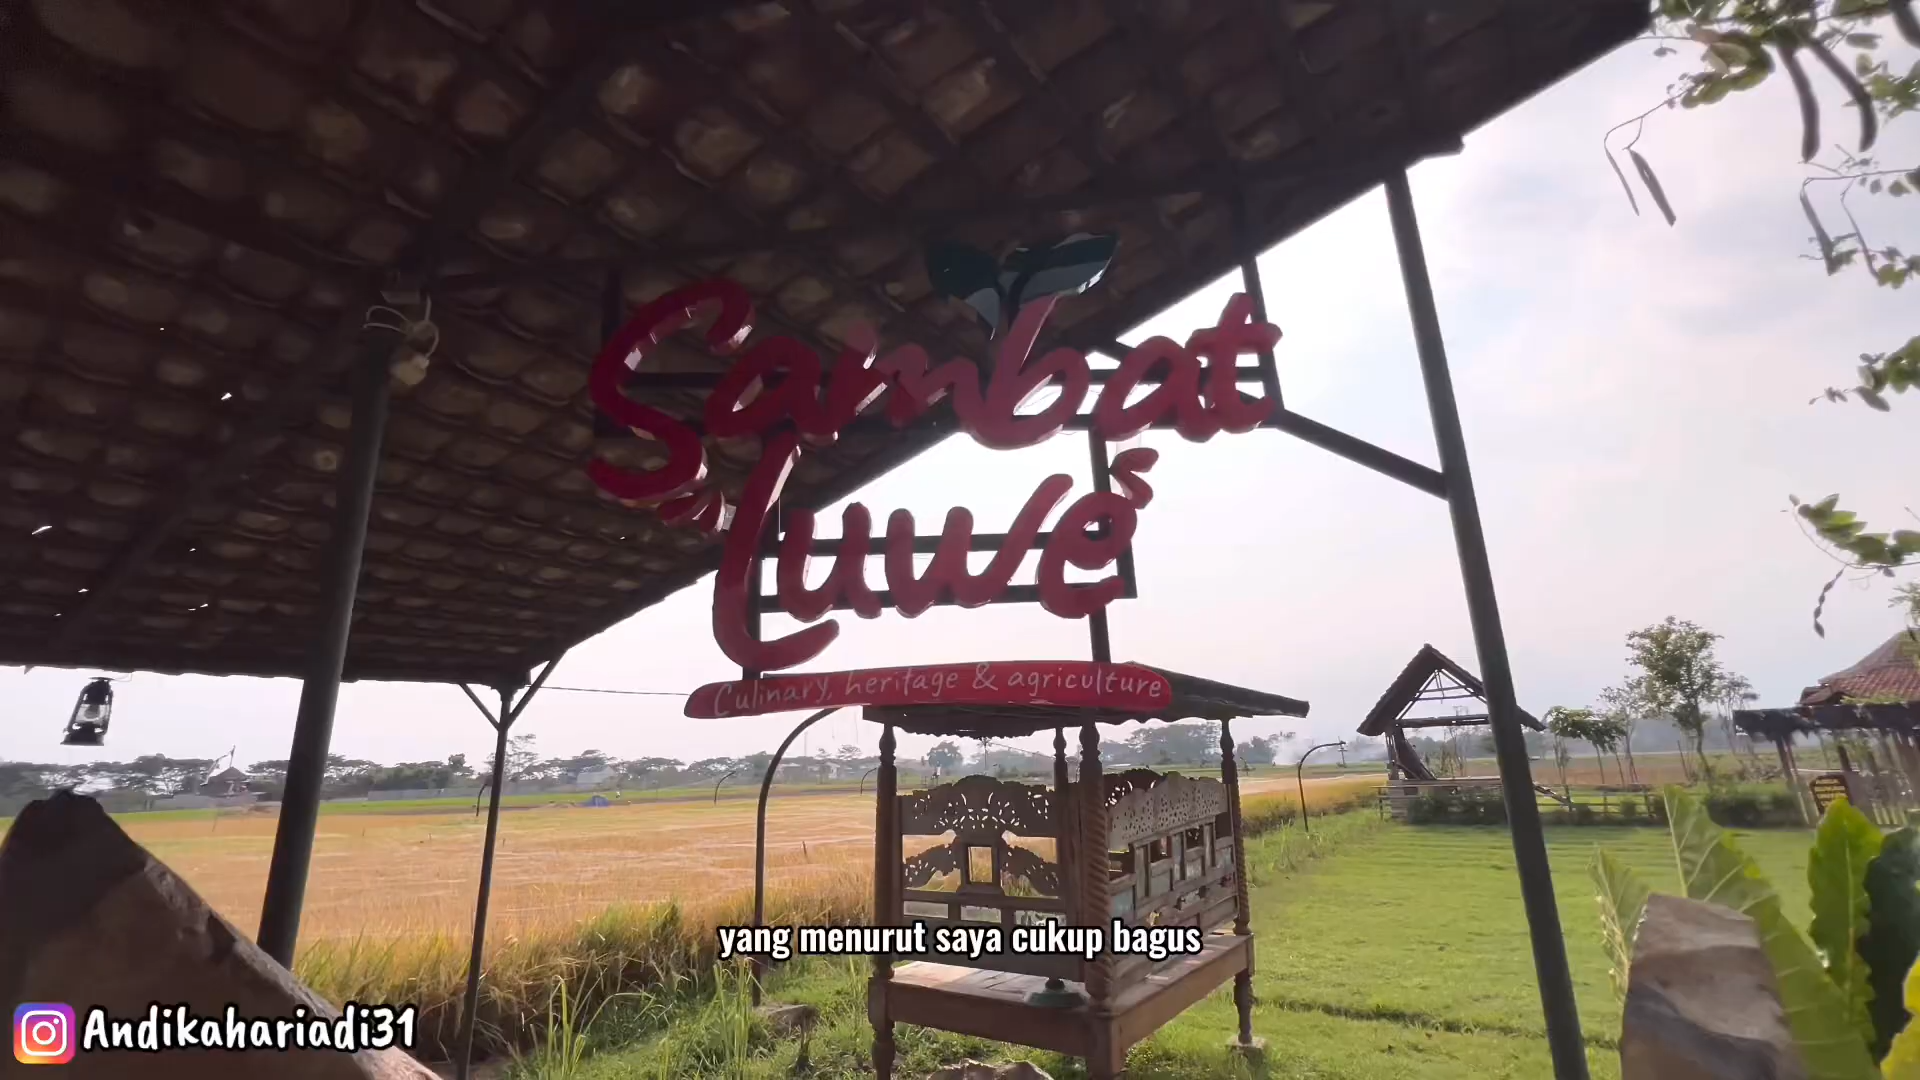 Sambat
Luwe
Culinary, heritage & agriculture
yang menurut saya cukup bagus
Andikahariadi31